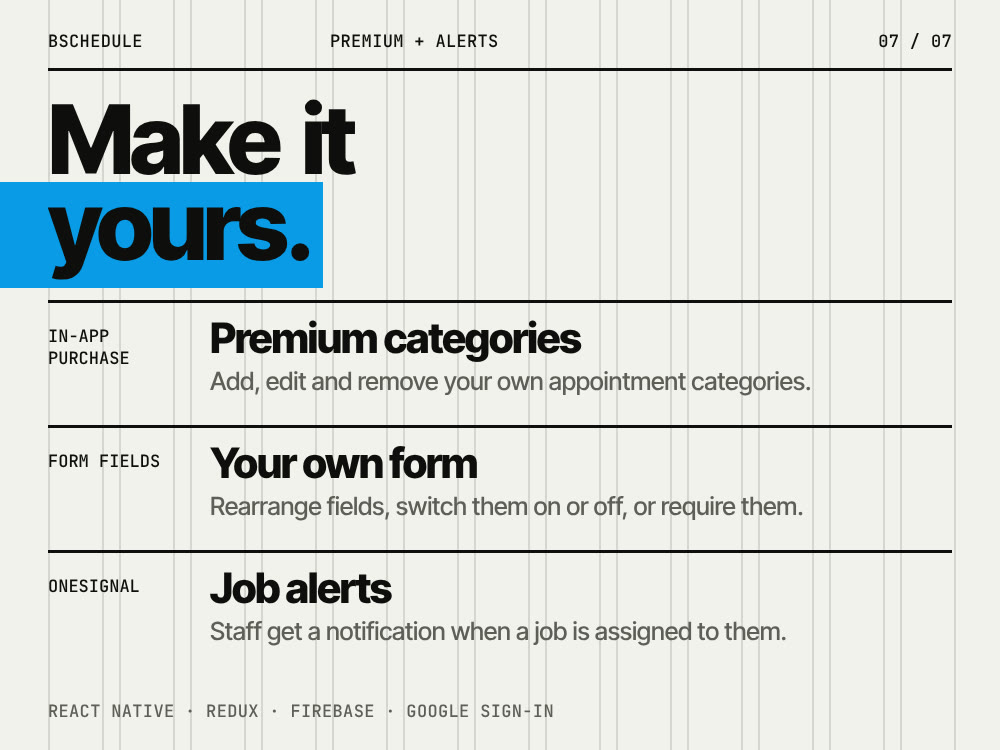 BSCHEDULE
PREMIUM + ALERTS
07 / 07
Make it
yours.
IN-APP
PURCHASE
Premium categories
Add, edit and remove your own appointment categories.
FORM FIELDS
Your own form
Rearrange fields, switch them on or off, or require them.
ONESIGNAL
Job alerts
Staff get a notification when a job is assigned to them.
REACT NATIVE · REDUX · FIREBASE · GOOGLE SIGN-IN